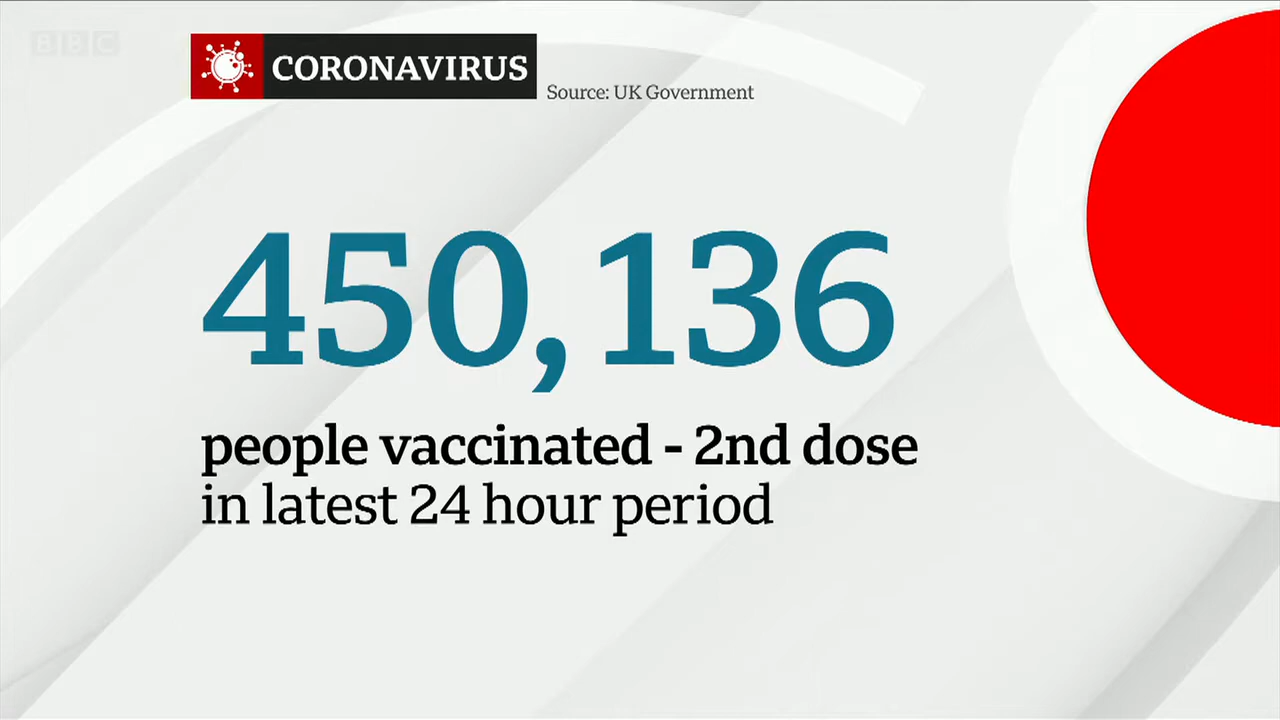 BBC
CORONAVIRUS
Source: UK Government
450,136
people vaccinated - 2nd dose
in latest 24 hour period